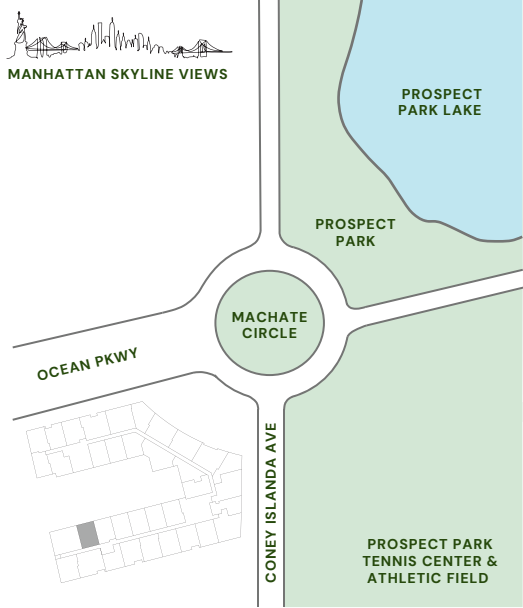 MANHATTAN SKYLINE VIEWS
PROSPECT
PARK LAKE
PROSPECT
PARK
MACHATE
CIRCLE
OCEAN PKWY
CONEY ISLANDA AVE
PROSPECT PARK
TENNIS CENTER &
ATHLETIC FIELD